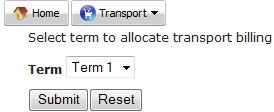 Home Transport
Select term to allocate transport billing
Term Term 1
Submit Reset